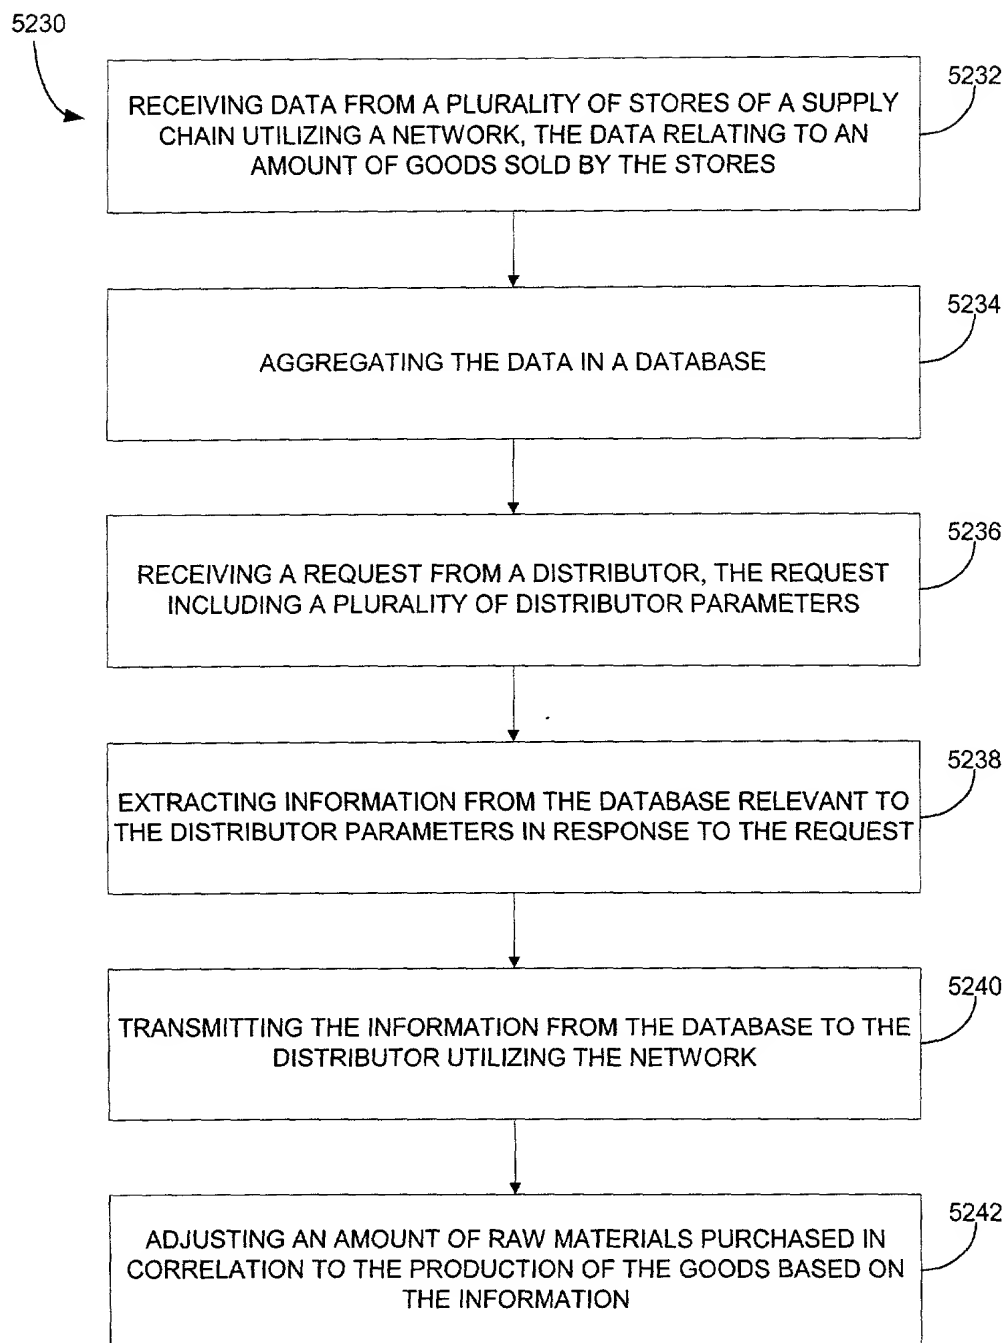 5230
RECEIVING DATA FROM A PLURALITY OF STORES OF A SUPPLY
CHAIN UTILIZING A NETWORK, THE DATA RELATING TO AN
AMOUNT OF GOODS SOLD BY THE STORES
5232
AGGREGATING THE DATA IN A DATABASE
5234
RECEIVING A REQUEST FROM A DISTRIBUTOR, THE REQUEST
INCLUDING A PLURALITY OF DISTRIBUTOR PARAMETERS
5236
EXTRACTING INFORMATION FROM THE DATABASE RELEVANT TO
THE DISTRIBUTOR PARAMETERS IN RESPONSE TO THE REQUEST
5238
TRANSMITTING THE INFORMATION FROM THE DATABASE TO THE
DISTRIBUTOR UTILIZING THE NETWORK
5240
ADJUSTING AN AMOUNT OF RAW MATERIALS PURCHASED IN
CORRELATION TO THE PRODUCTION OF THE GOODS BASED ON
THE INFORMATION
5242